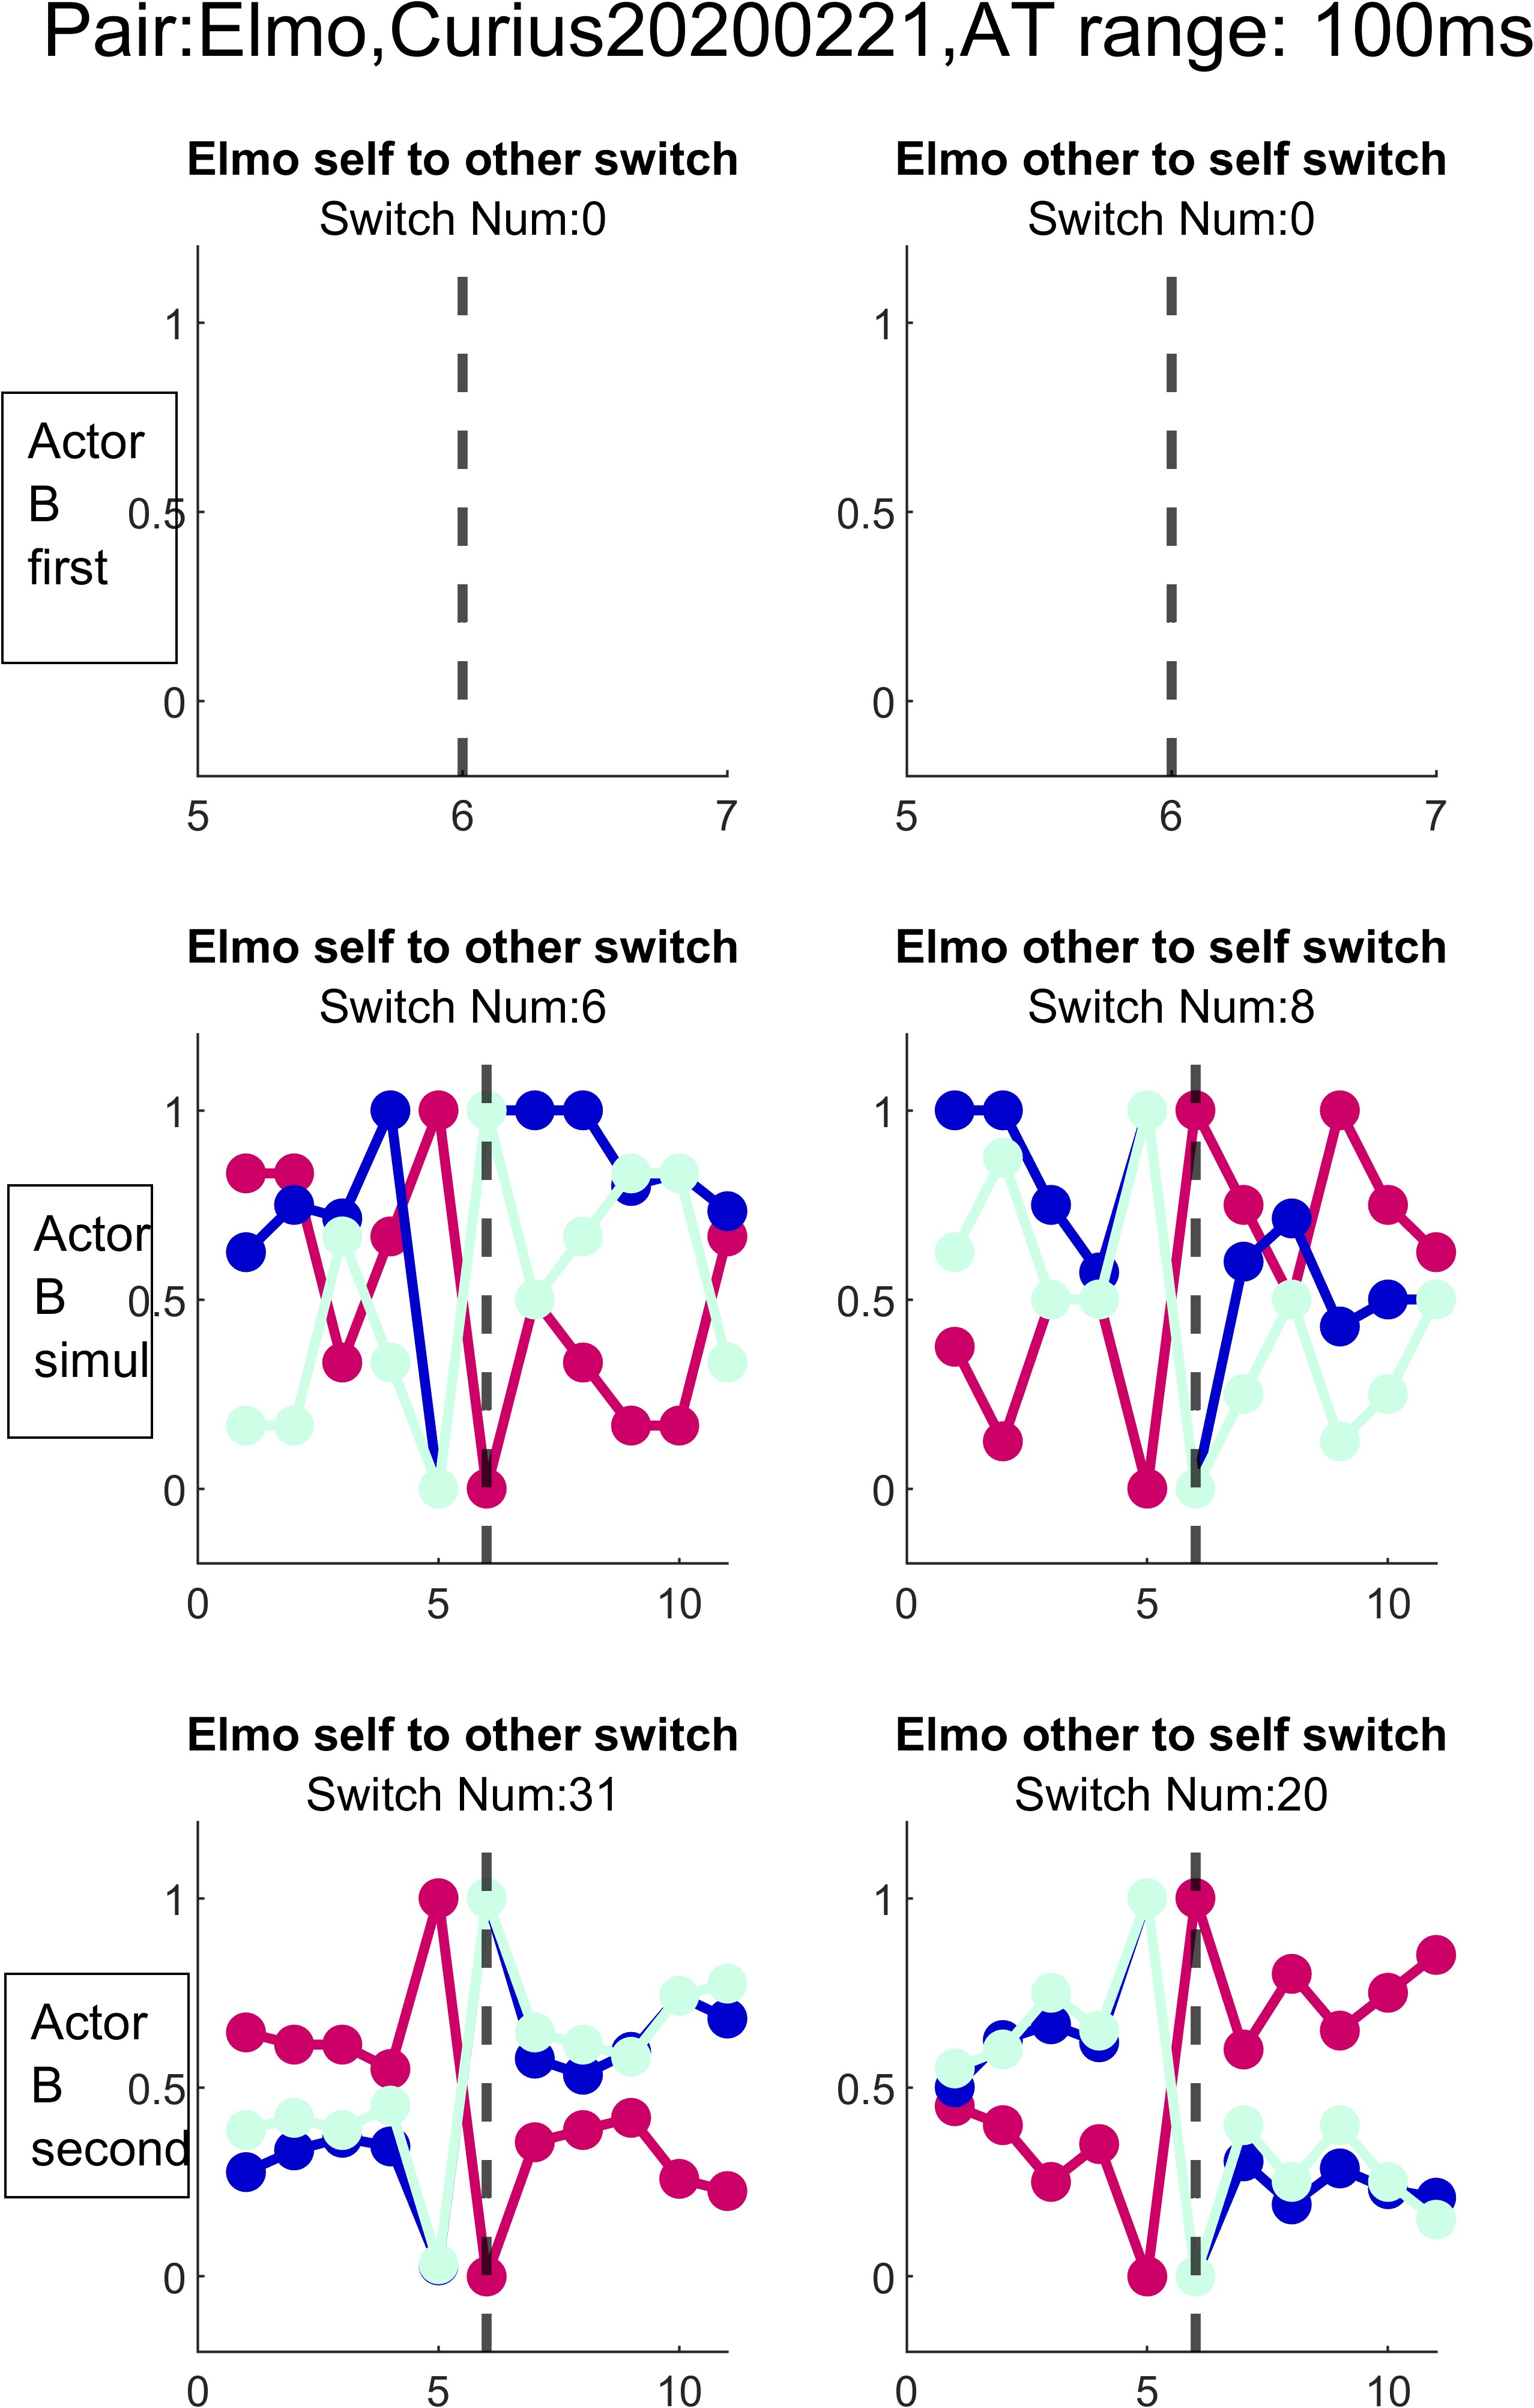 Pair:Elmo,Curius20200221,AT range: 100ms
Elmo self to other switch
Switch Num:0
Elmo other to self switch
Switch Num:0
Actor
B
first
1
0.5
0
5
6
7
1
0.5
0
5
6
7
Elmo self to other switch
Switch Num:6
Elmo other to self switch
Switch Num:8
Actor
B
simul
1
0.5
0
0
5
10
1
0.5
0
0
5
10
Elmo self to other switch
Switch Num:31
Elmo other to self switch
Switch Num:20
Actor
B
second
1
0.5
0
0
5
10
1
0.5
0
0
5
10